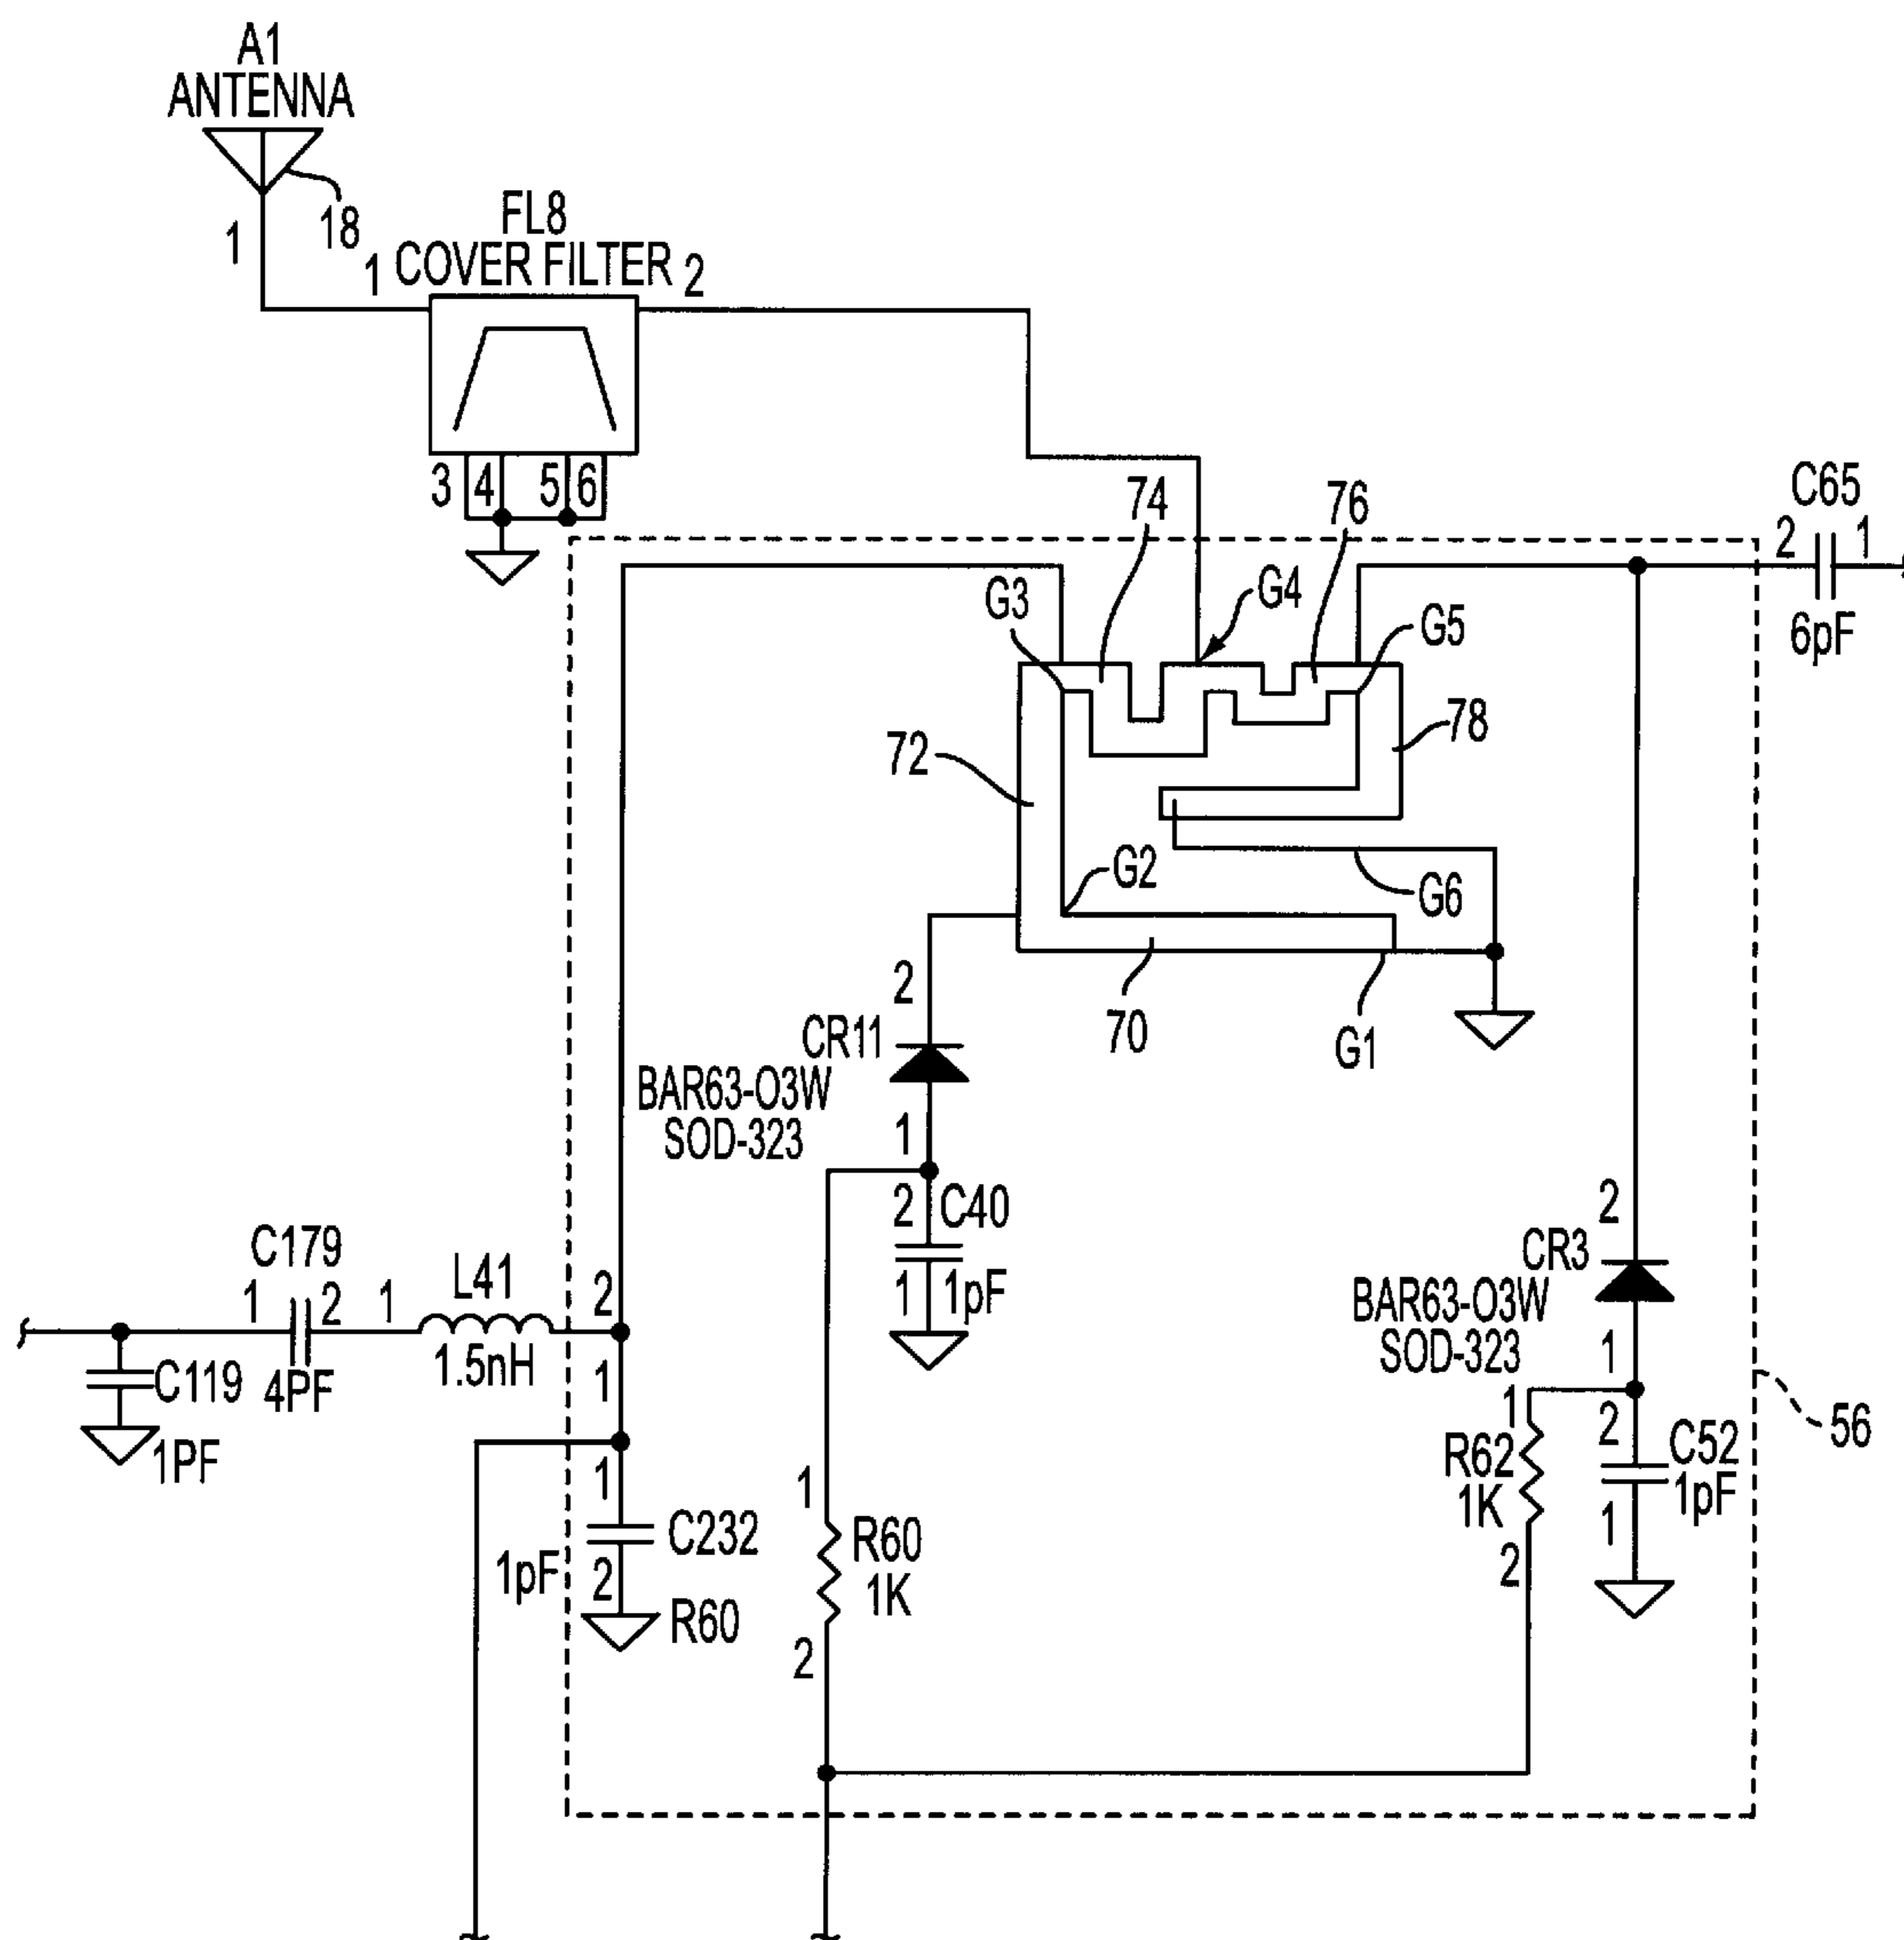 A1
ANTENNA
18
1
FL8
1 COVER FILTER 2
3 4 5 6
74
76
C65
2 1
6pF
G3
G4
G5
72
78
G2
G6
70
G1
2
CR11
BAR63-O3W
SOD-323
1
2 C40
1 1pF
2
CR3
BAR63-O3W
SOD-323
1
C179
1 2
4PF
L41
1
1.5nH
2
1
C119
1PF
1
C232
1pF 2
R60
1
R60
1K
2
1
R62
1K
2
2 C52
1pF
1
56